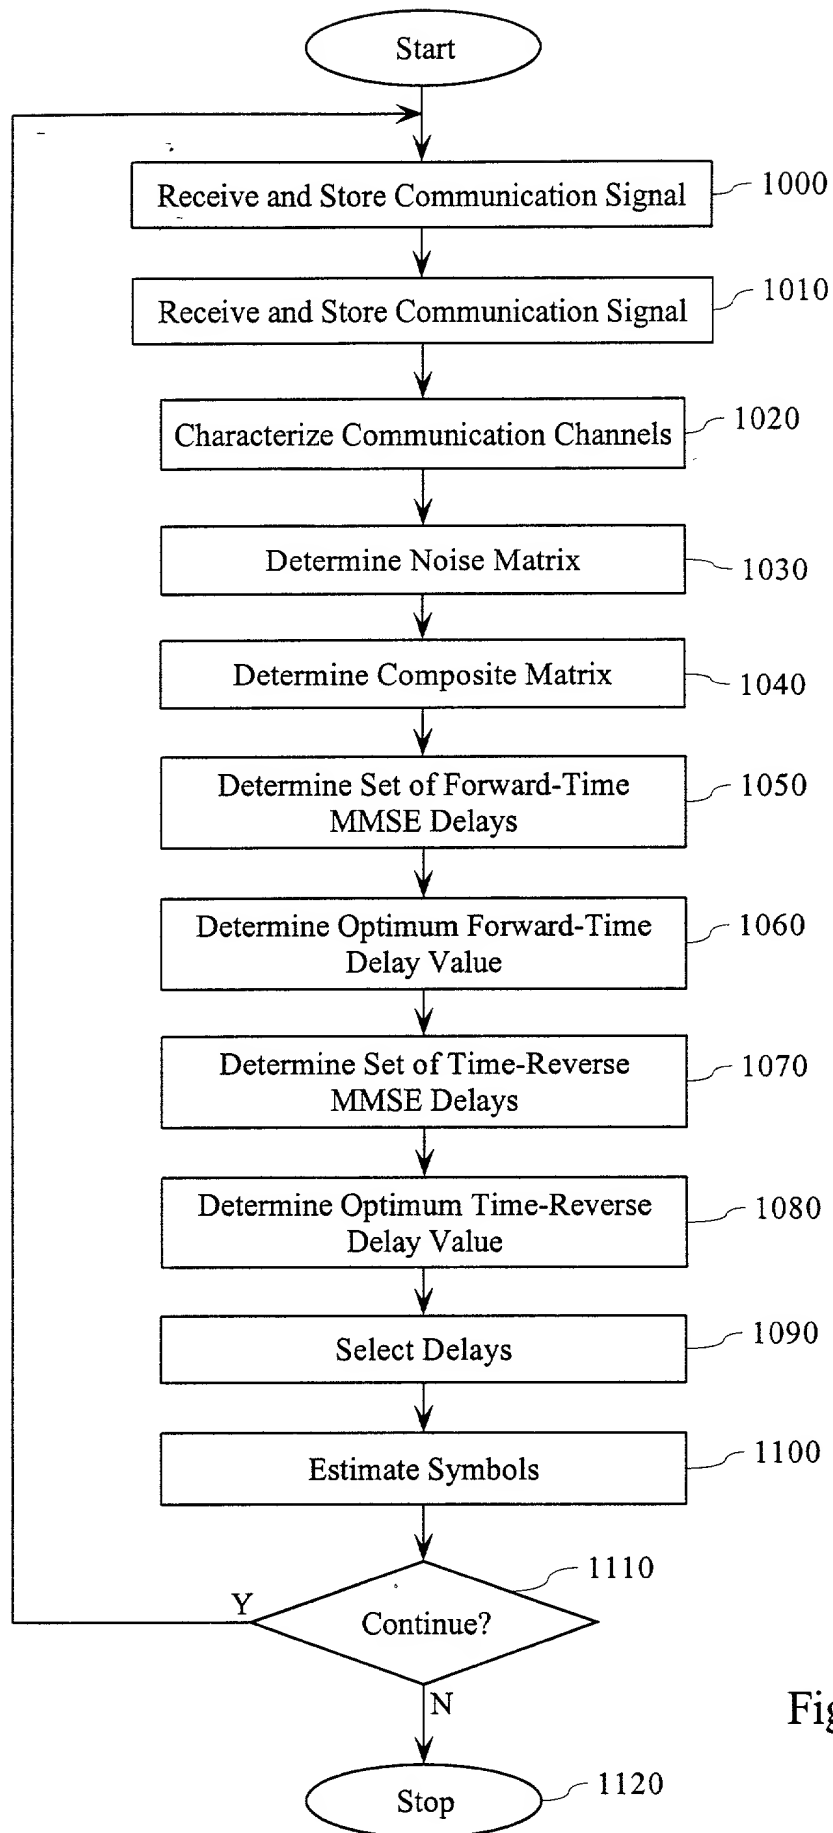 Start
Receive and Store Communication Signal
1000
Receive and Store Communication Signal
1010
Characterize Communication Channels
1020
Determine Noise Matrix
1030
Determine Composite Matrix
1040
Determine Set of Forward-Time
MMSE Delays
1050
Determine Optimum Forward-Time
Delay Value
1060
Determine Set of Time-Reverse
MMSE Delays
1070
Determine Optimum Time-Reverse
Delay Value
1080
Select Delays
1090
Estimate Symbols
1100
1110
Y
Continue?
N
Fig
Stop
1120